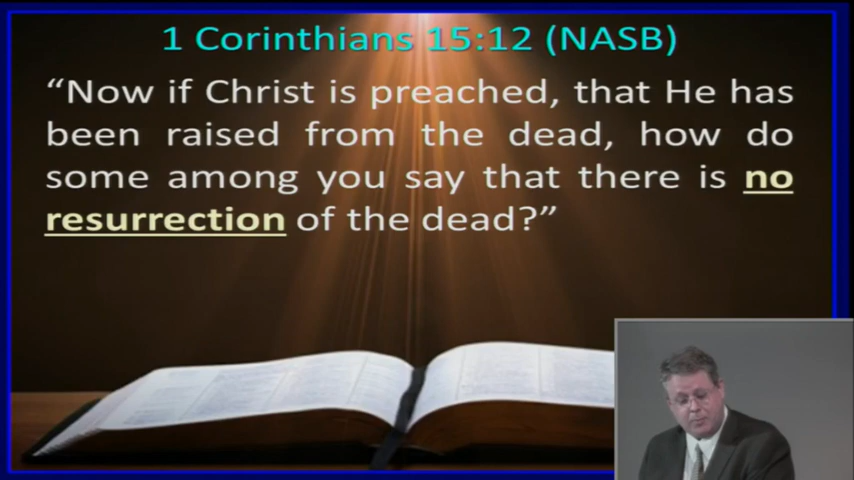 1 Corinthians 15:12 (NASB)
“Now if Christ is preached, that He has
been raised from the dead, how do
some among you say that there is no
resurrection of the dead?”